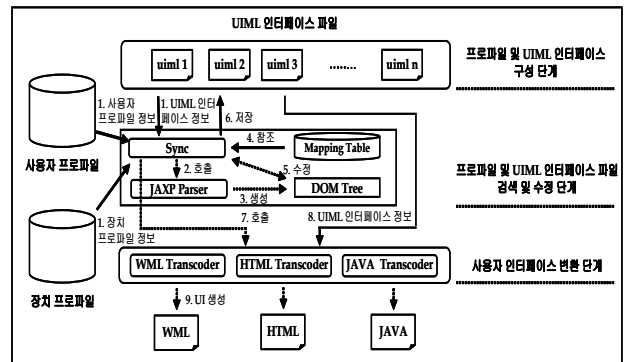 UIML 인터페이스 파일
uiml 1
uiml 2
uiml 3
........
uiml n
프로파일 및 UIML 인터페이스
구성 단계
1. 사용자
프로파일 정보
1. UIML 인터
페이스 정보
6. 저장
사용자 프로파일
Sync
4. 참조
Mapping Table
2. 호출
5. 수정
JAXP Parser
3. 생성
DOM Tree
프로파일 및 UIML 인터페이스 파일
검색 및 수정 단계
1. 장치
프로파일 정보
7. 호출
8. UIML 인터페이스 정보
장치 프로파일
WML Transcoder
HTML Transcoder
JAVA Transcoder
사용자 인터페이스 변환 단계
9. UI 생성
WML
HTML
JAVA